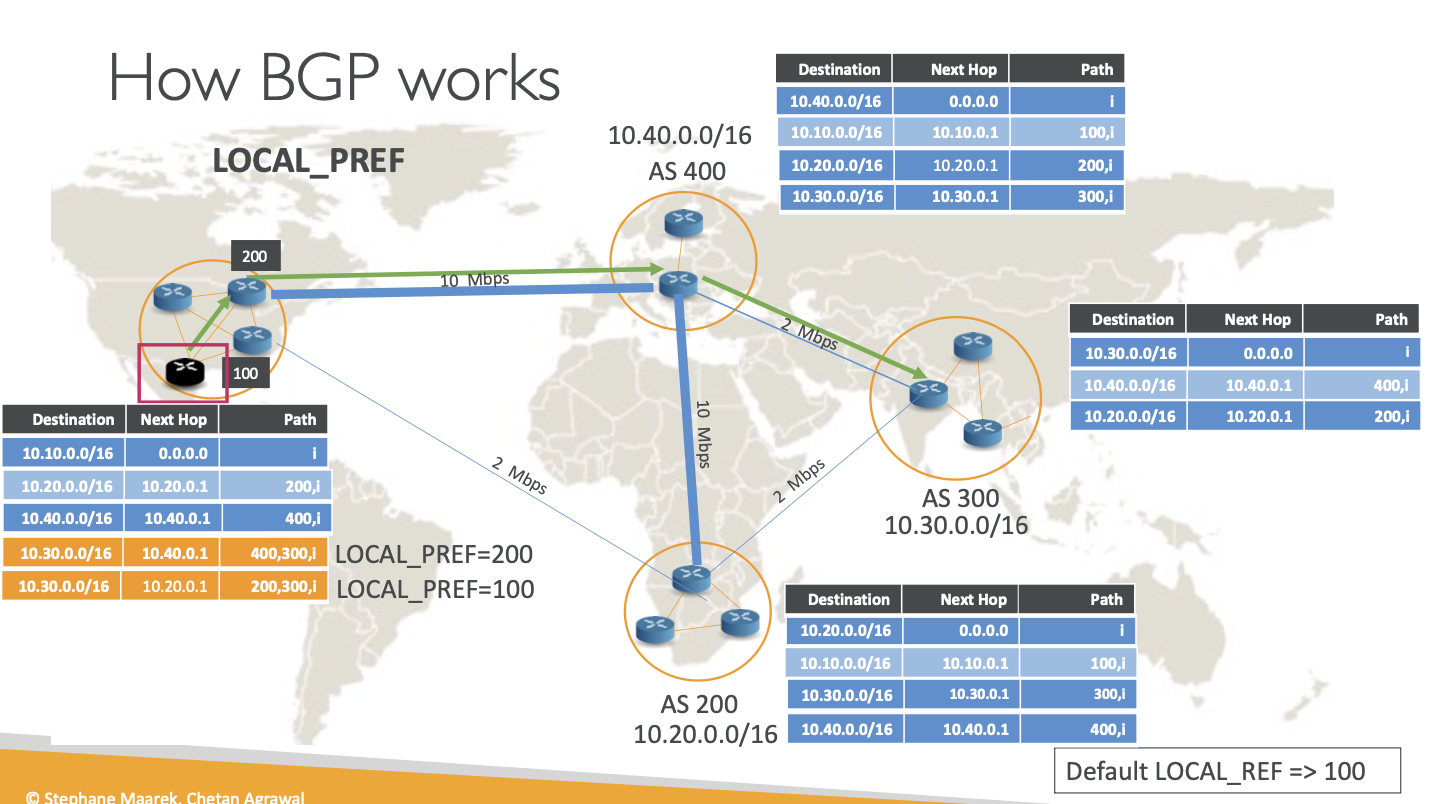 How BGP works
LOCAL_PREF
10.40.0.0/16
AS 400
Destination Next Hop Path
10.40.0.0/16 0.0.0.0 i
10.10.0.0/16 10.10.0.1 100,i
10.20.0.0/16 10.20.0.1 200,i
10.30.0.0/16 10.30.0.1 300,i
200
10 Mbps
100
2 Mbps
Destination Next Hop Path
10.30.0.0/16 0.0.0.0 i
10.40.0.0/16 10.40.0.1 400,i
10.20.0.0/16 10.20.0.1 200,i
Destination Next Hop Path
10.10.0.0/16 0.0.0.0 i
10.20.0.0/16 10.20.0.1 200,i
10.40.0.0/16 10.40.0.1 400,i
10.30.0.0/16 10.40.0.1 400,300,i LOCAL_PREF=200
10.30.0.0/16 10.20.0.1 200,300,i LOCAL_PREF=100
10 Mbps
2 Mbps
2 Mbps
AS 300
10.30.0.0/16
AS 200
10.20.0.0/16
Destination Next Hop Path
10.20.0.0/16 0.0.0.0 i
10.10.0.0/16 10.10.0.1 100,i
10.30.0.0/16 10.30.0.1 300,i
10.40.0.0/16 10.40.0.1 400,i
Default LOCAL_REF => 100
© Stephane Maarek, Chetan Agrawal